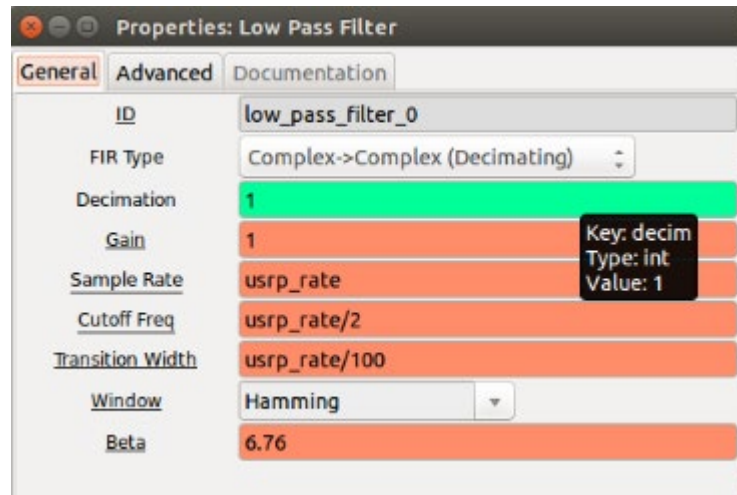 Properties: Low Pass Filter
General Advanced Documentation
ID low_pass_filter_0
FIR Type Complex->Complex (Decimating)
Decimation 1
Gain 1
Key: decim
Type: int
Value: 1
Sample Rate usrp_rate
Cutoff Freq usrp_rate/2
Transition Width usrp_rate/100
Window Hamming
Beta 6.76